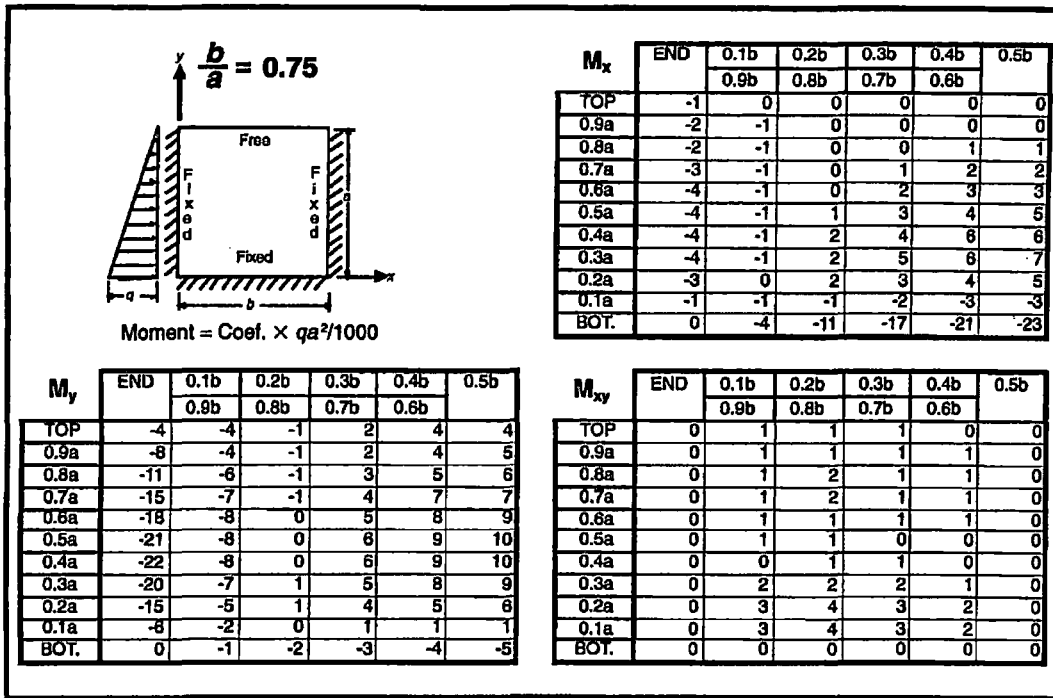 b/a = 0.75
y
Free
Fixed
Fixed
a
Fixed
x
q
b
Moment = Coef. × qa²/1000
Mx END 0.1b 0.2b 0.3b 0.4b 0.5b
0.9b 0.8b 0.7b 0.6b
TOP -1 0 0 0 0 0
0.9a -2 -1 0 0 0 0
0.8a -2 -1 0 0 1 1
0.7a -3 -1 0 1 2 2
0.6a -4 -1 0 2 3 3
0.5a -4 -1 1 3 4 5
0.4a -4 -1 2 4 6 6
0.3a -4 -1 2 5 6 7
0.2a -3 0 2 3 4 5
0.1a -1 -1 -1 -2 -3 -3
BOT. 0 -4 -11 -17 -21 -23
My END 0.1b 0.2b 0.3b 0.4b 0.5b
0.9b 0.8b 0.7b 0.6b
TOP -4 -4 -1 2 4 4
0.9a -8 -4 -1 2 4 5
0.8a -11 -6 -1 3 5 6
0.7a -15 -7 -1 4 7 7
0.6a -18 -8 0 5 8 9
0.5a -21 -8 0 6 9 10
0.4a -22 -8 0 6 9 10
0.3a -20 -7 1 5 8 9
0.2a -15 -5 1 4 5 6
0.1a -6 -2 0 1 1 1
BOT. 0 -1 -2 -3 -4 -5
Mxy END 0.1b 0.2b 0.3b 0.4b 0.5b
0.9b 0.8b 0.7b 0.6b
TOP 0 1 1 1 0 0
0.9a 0 1 1 1 1 0
0.8a 0 1 2 1 1 0
0.7a 0 1 2 1 1 0
0.6a 0 1 1 1 1 0
0.5a 0 1 1 0 0 0
0.4a 0 0 1 1 0 0
0.3a 0 2 2 2 1 0
0.2a 0 3 4 3 2 0
0.1a 0 3 4 3 2 0
BOT. 0 0 0 0 0 0